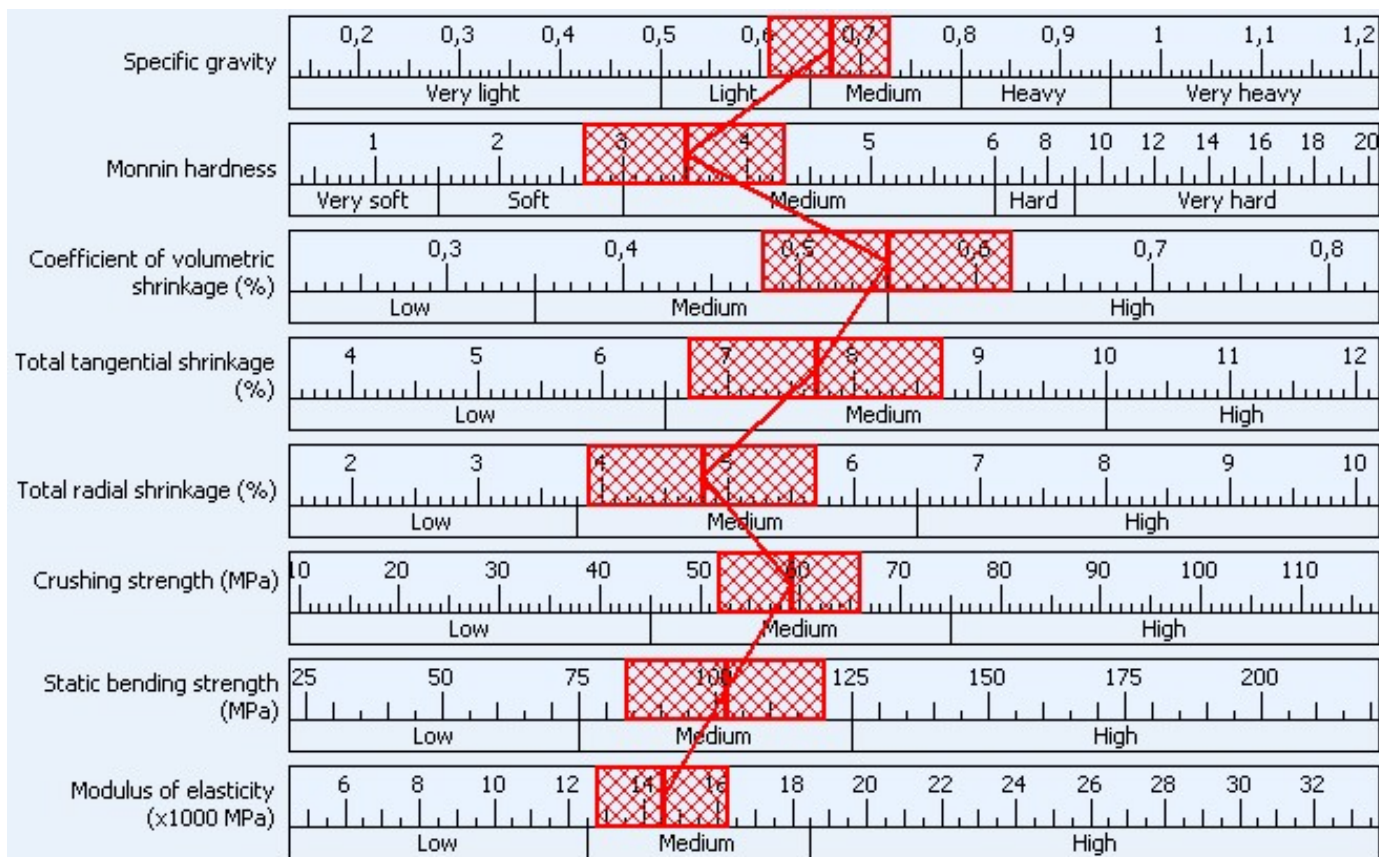 0,2 0,3 0,4 0,5 0,6 0,7 0,8 0,9 1 1,1 1,2
Specific gravity
Very light Light Medium Heavy Very heavy
1 2 3 4 5 6 8 10 12 14 16 18 20
Monnin hardness
Very soft Soft Medium Hard Very hard
0,3 0,4 0,5 0,6 0,7 0,8
Coefficient of volumetric
shrinkage (%)
Low Medium High
4 5 6 7 8 9 10 11 12
Total tangential shrinkage
(%)
Low Medium High
2 3 4 5 6 7 8 9 10
Total radial shrinkage (%)
Low Medium High
10 20 30 40 50 60 70 80 90 100 110
Crushing strength (MPa)
Low Medium High
25 50 75 100 125 150 175 200
Static bending strength
(MPa)
Low Medium High
6 8 10 12 14 16 18 20 22 24 26 28 30 32
Modulus of elasticity
(x1000 MPa)
Low Medium High